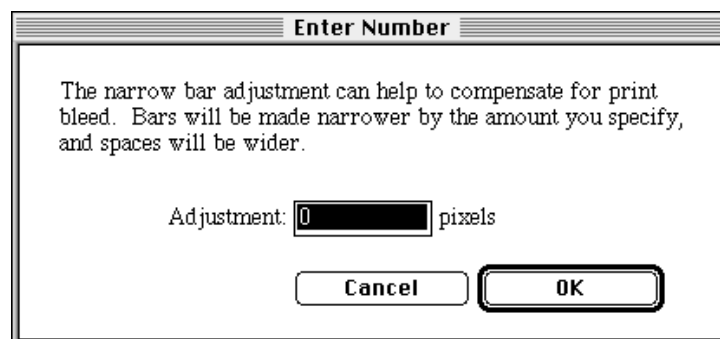 Enter Number
The narrow bar adjustment can help to compensate for print
bleed.  Bars will be made narrower by the amount you specify,
and spaces will be wider.
Adjustment: 0 pixels
Cancel OK